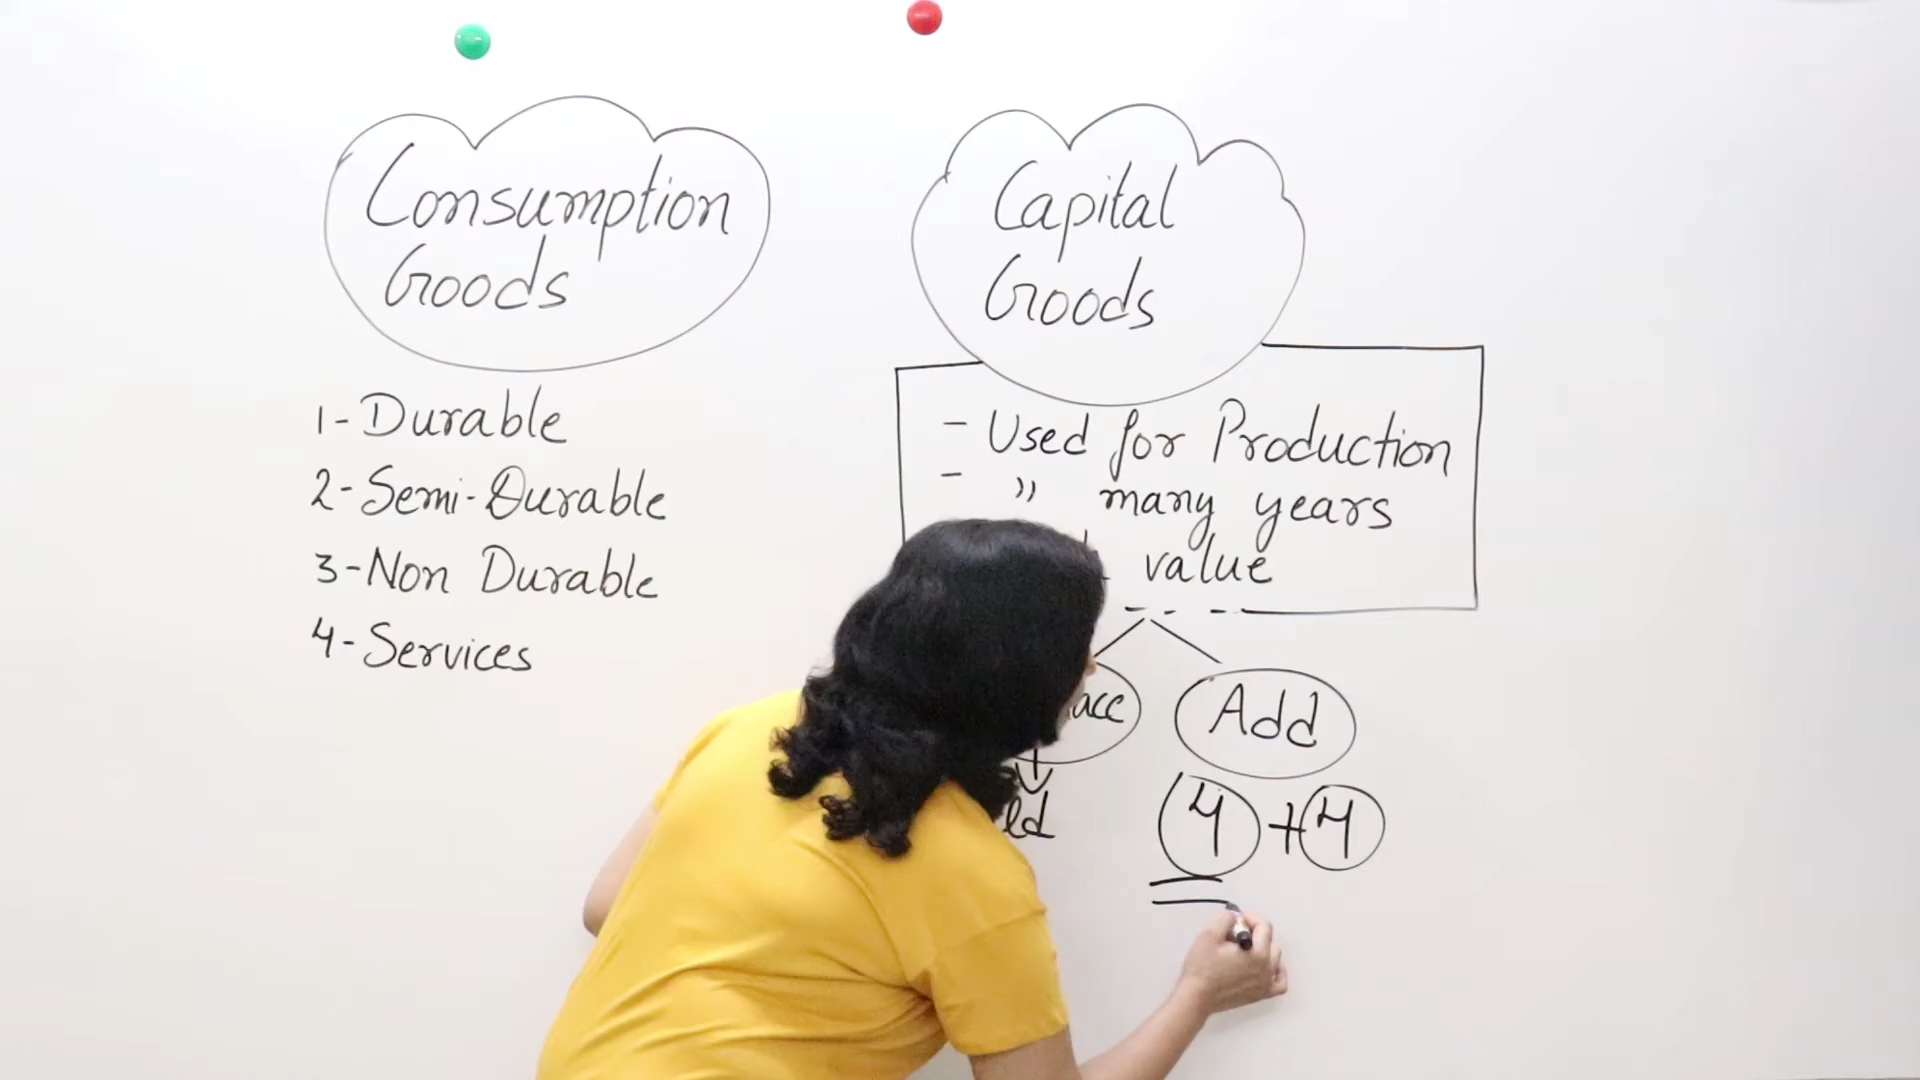 Consumption
Goods
1-Durable
2-Semi-Durable
3-Non Durable
4-Services
Capital
Goods
- Used for Production
- " many years
value
Add
4 + 4